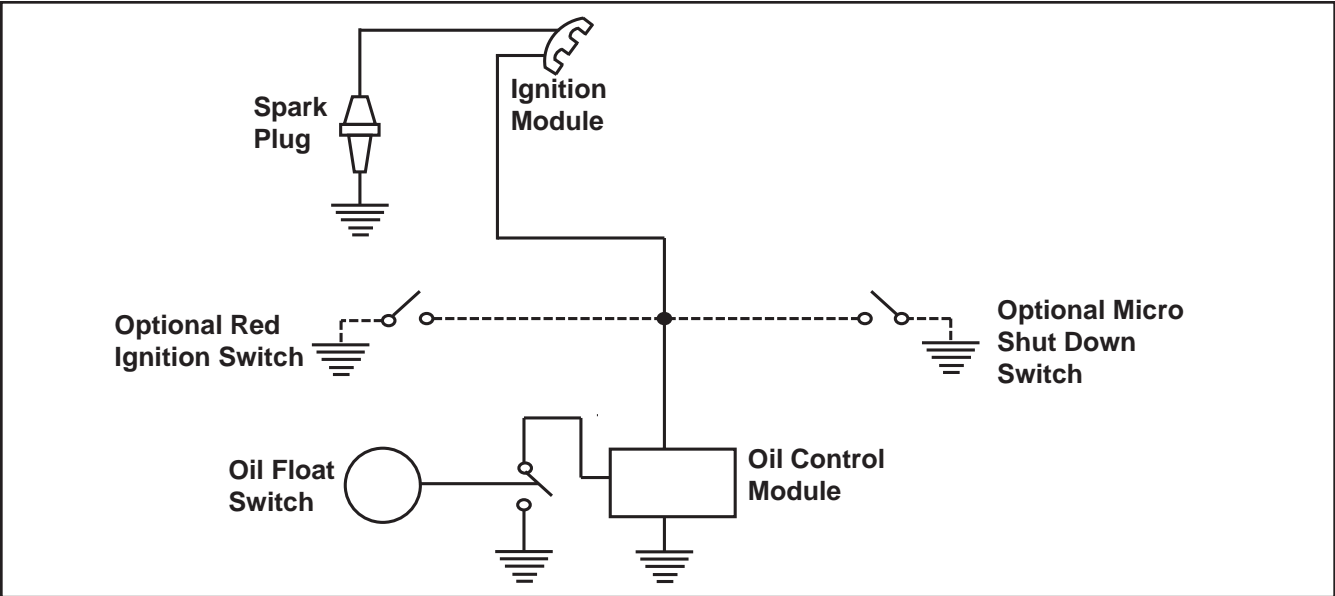 Ignition
Module
Spark
Plug
Optional Red
Ignition Switch
Optional Micro
Shut Down
Switch
Oil Float
Switch
Oil Control
Module